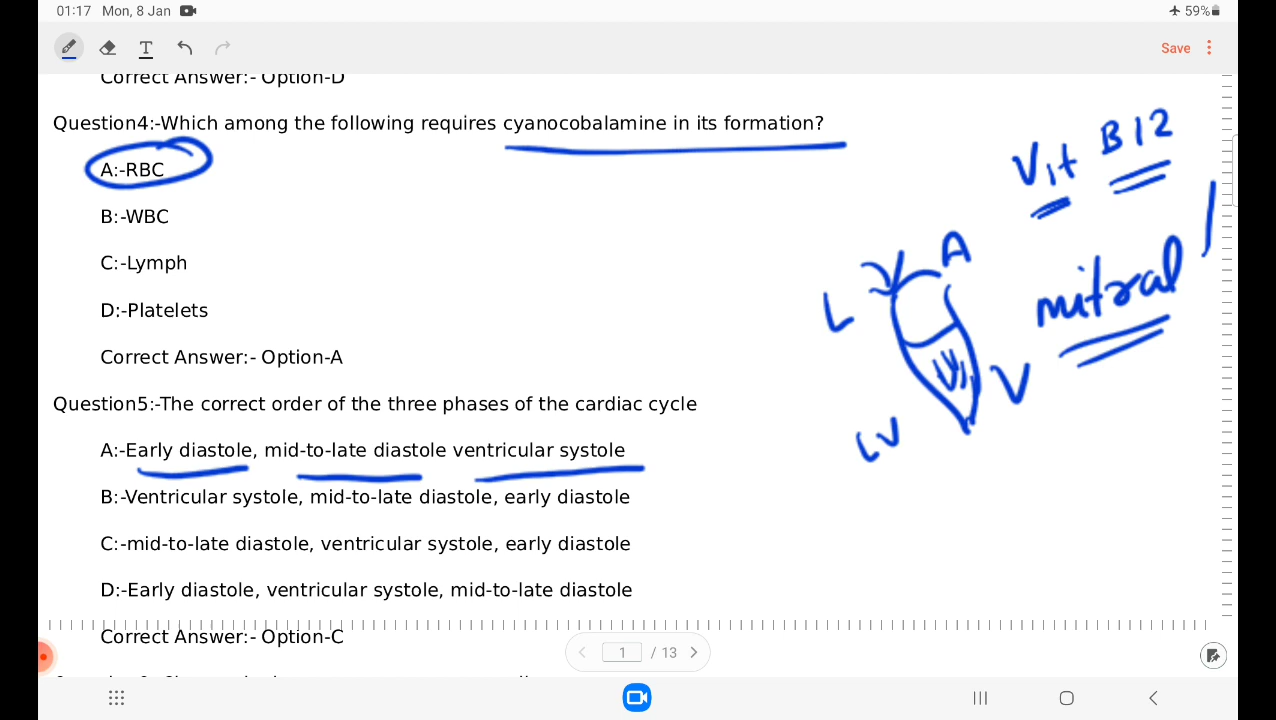 01:17 Mon, 8 Jan
59%
T
Save
Correct Answer:- Option-D
Question4:-Which among the following requires cyanocobalamine in its formation?
A:-RBC
B:-WBC
C:-Lymph
D:-Platelets
Correct Answer:- Option-A
Question5:-The correct order of the three phases of the cardiac cycle
A:-Early diastole, mid-to-late diastole ventricular systole
B:-Ventricular systole, mid-to-late diastole, early diastole
C:-mid-to-late diastole, ventricular systole, early diastole
D:-Early diastole, ventricular systole, mid-to-late diastole
Correct Answer:- Option-C
1 / 13
Vit B12
A
L
mitral
V
LV